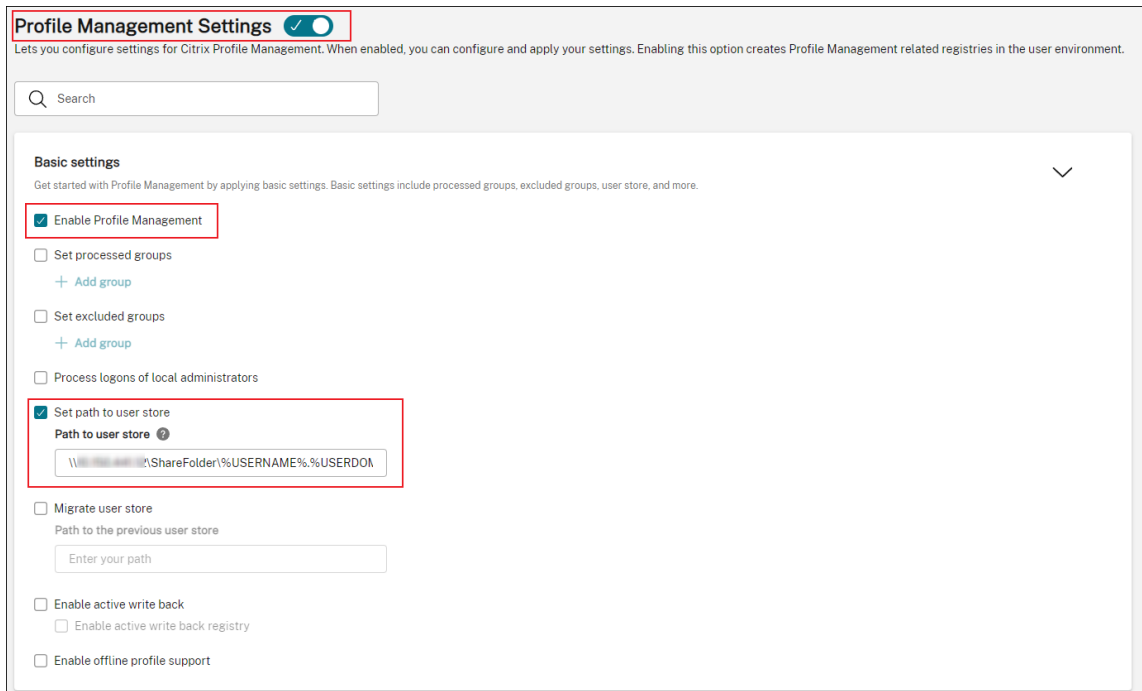 Profile Management Settings
Lets you configure settings for Citrix Profile Management. When enabled, you can configure and apply your settings. Enabling this option creates Profile Management related registries in the user environment.
Search
Basic settings
Get started with Profile Management by applying basic settings. Basic settings include processed groups, excluded groups, user store, and more.
Enable Profile Management
Set processed groups
+ Add group
Set excluded groups
+ Add group
Process logons of local administrators
Set path to user store
Path to user store ?
\\ \ShareFolder\%USERNAME%.%USERDOM
Migrate user store
Path to the previous user store
Enter your path
Enable active write back
Enable active write back registry
Enable offline profile support